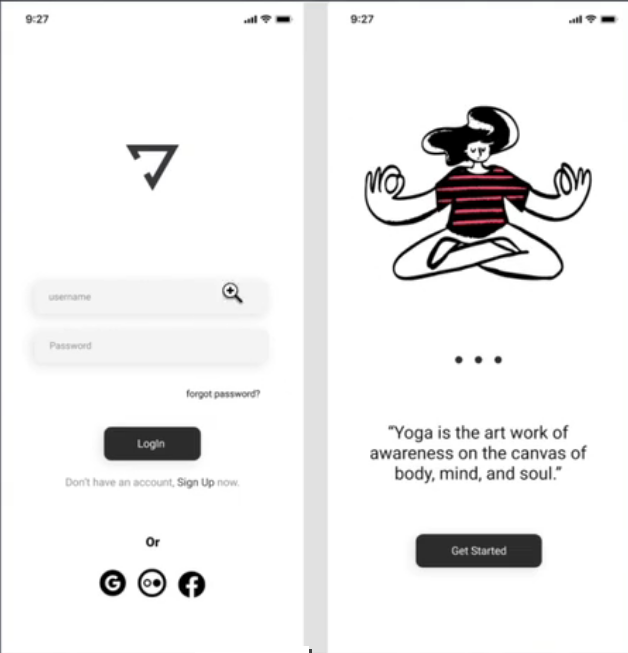 9:27
username
Password
forgot password?
LogIn
Don't have an account, Sign Up now.
Or
G
f
9:27
“Yoga is the art work of
awareness on the canvas of
body, mind, and soul.”
Get Started